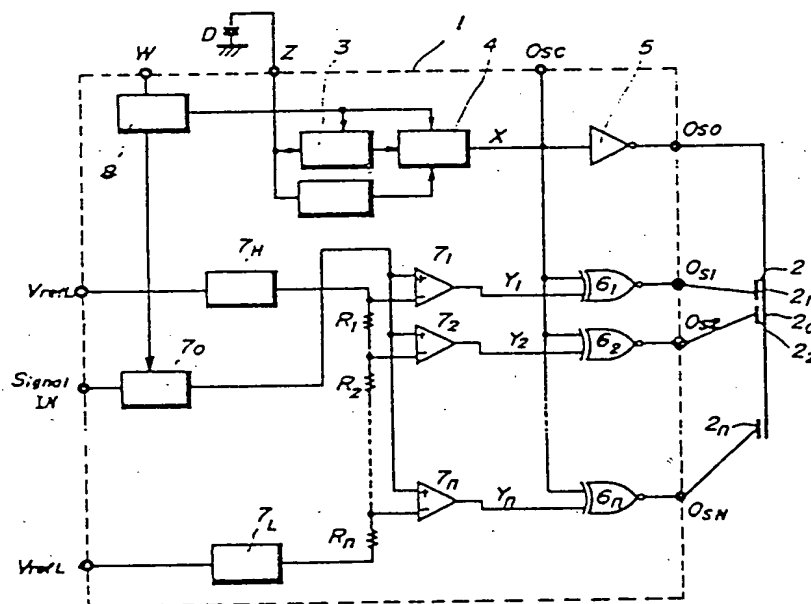 1
D W Z 3 4 OSC 5
8 X OSO
7H 71 OS1 2
VrefL Y1 61 21
R1 72 OS2 20
70 Y2 62 22
Signal IN R2
2n
7n
7L Yn 6n
Rn OSN
VrefL